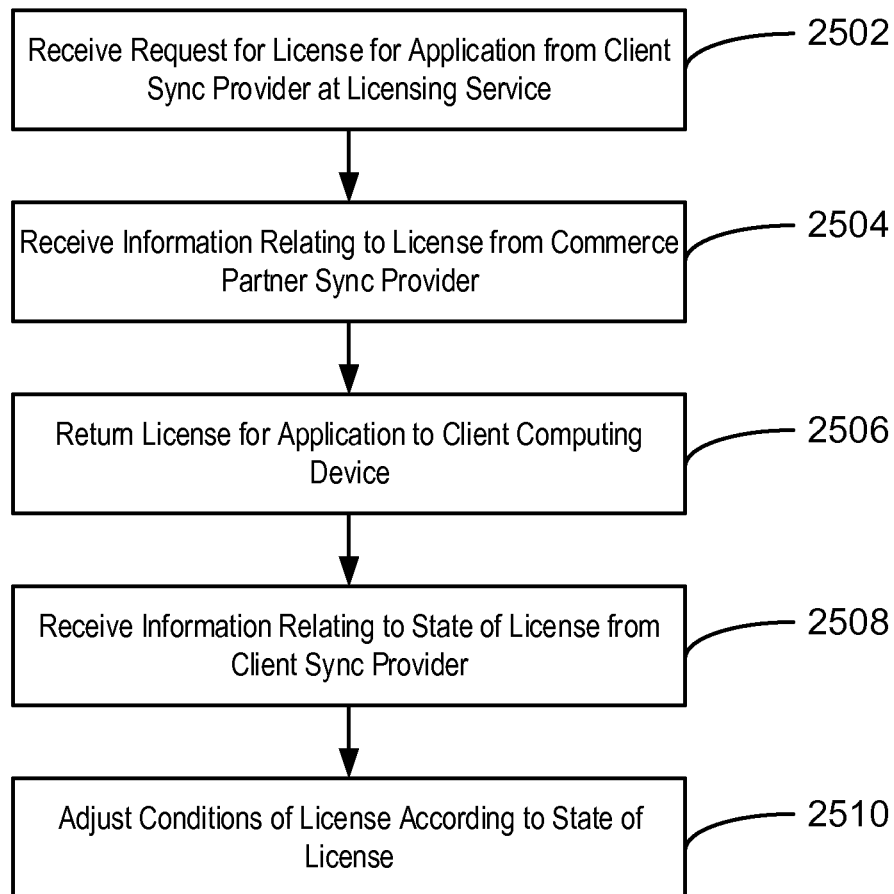 Receive Request for License for Application from Client
Sync Provider at Licensing Service
2502
Receive Information Relating to License from Commerce
Partner Sync Provider
2504
Return License for Application to Client Computing
Device
2506
Receive Information Relating to State of License from
Client Sync Provider
2508
Adjust Conditions of License According to State of
License
2510